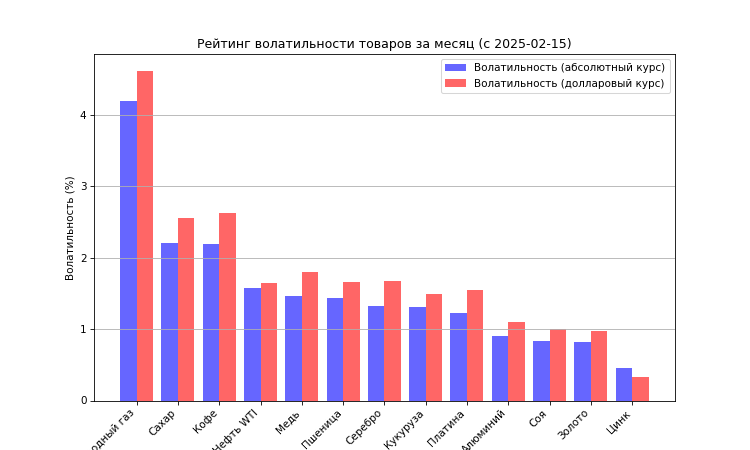 Рейтинг волатильности товаров за месяц (с 2025-02-15)
Волатильность (абсолютный курс)
Волатильность (долларовый курс)
Волатильность (%)
4
3
2
1
0
одный газ
Сахар
Кофе
Нефть WTI
Медь
Пшеница
Серебро
Кукуруза
Платина
Алюминий
Соя
Золото
Цинк